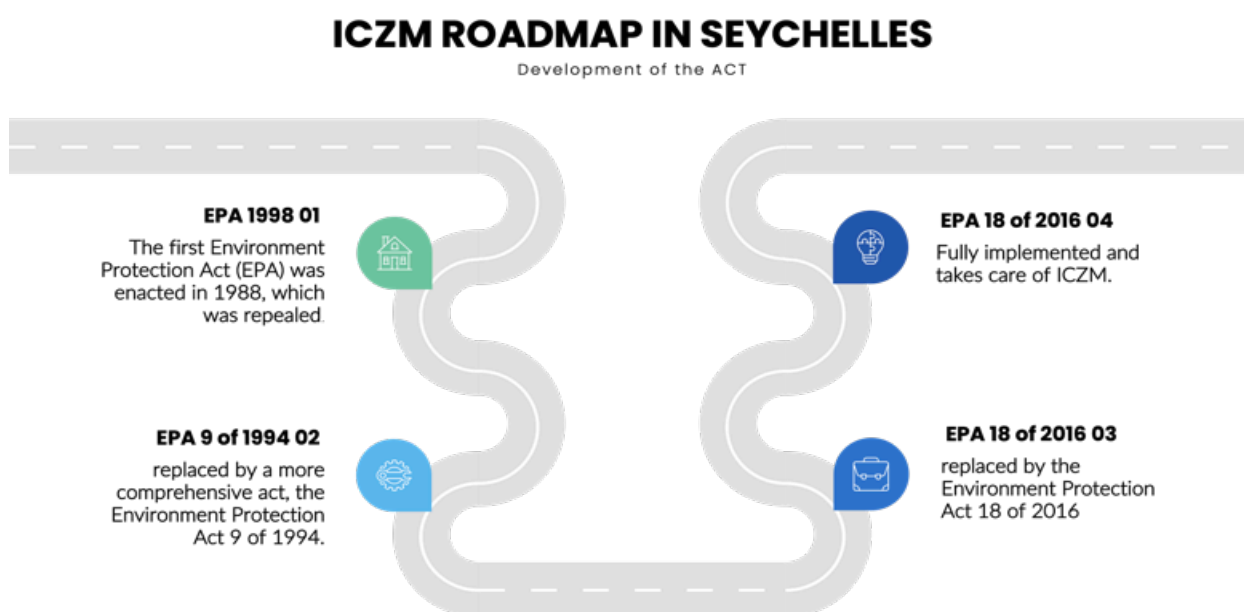 ICZM ROADMAP IN SEYCHELLES
Development of the ACT
EPA 1998 01
The first Environment
Protection Act (EPA) was
enacted in 1988, which
was repealed.
EPA 9 of 1994 02
replaced by a more
comprehensive act, the
Environment Protection
Act 9 of 1994.
EPA 18 of 2016 03
replaced by the
Environment Protection
Act 18 of 2016
EPA 18 of 2016 04
Fully implemented and
takes care of ICZM.